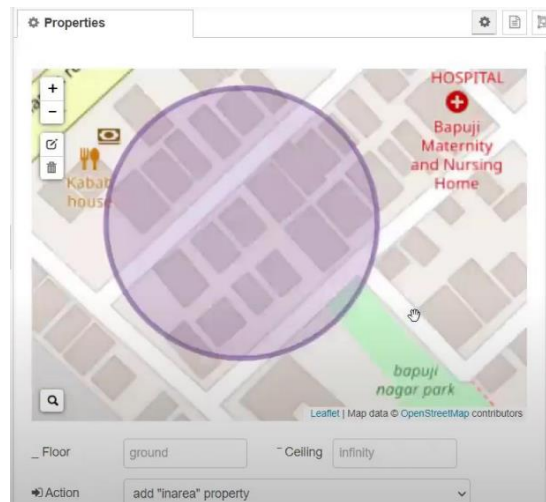 Properties
HOSPITAL
Bapuji
Maternity
and Nursing
Home
+
−
Kabab
house
bapuji
nagar park
Leaflet | Map data © OpenStreetMap contributors
Floor
ground
Ceiling
infinity
Action
add "inarea" property